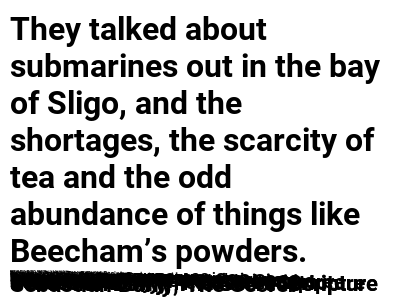 They talked about
submarines out in the bay
of Sligo, and the
shortages, the scarcity of
tea and the odd
abundance of things like
Beecham’s powders.